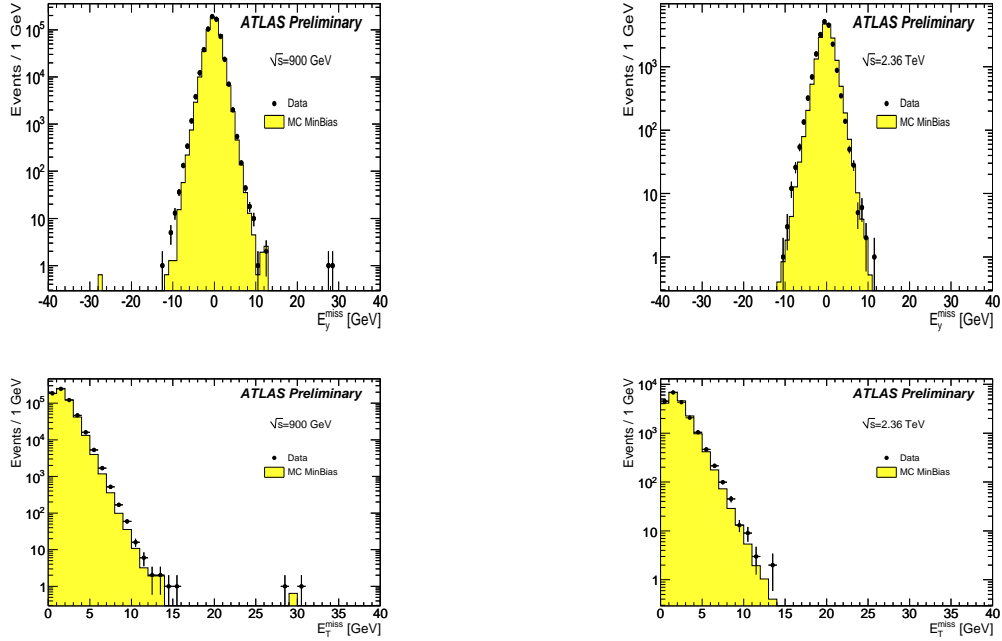 ATLAS Preliminary
√s=900 GeV
Data
MC MinBias
Events / 1 GeV
10⁵
10⁴
10³
10²
10
1
-40 -30 -20 -10 0 10 20 30 40
E_y^miss [GeV]
ATLAS Preliminary
√s=2.36 TeV
Data
MC MinBias
Events / 1 GeV
10³
10²
10
1
-40 -30 -20 -10 0 10 20 30 40
E_y^miss [GeV]
ATLAS Preliminary
√s=900 GeV
Data
MC MinBias
Events / 1 GeV
10⁵
10⁴
10³
10²
10
1
0 5 10 15 20 25 30 35 40
E_T^miss [GeV]
ATLAS Preliminary
√s=2.36 TeV
Data
MC MinBias
Events / 1 GeV
10⁴
10³
10²
10
1
0 5 10 15 20 25 30 35 40
E_T^miss [GeV]